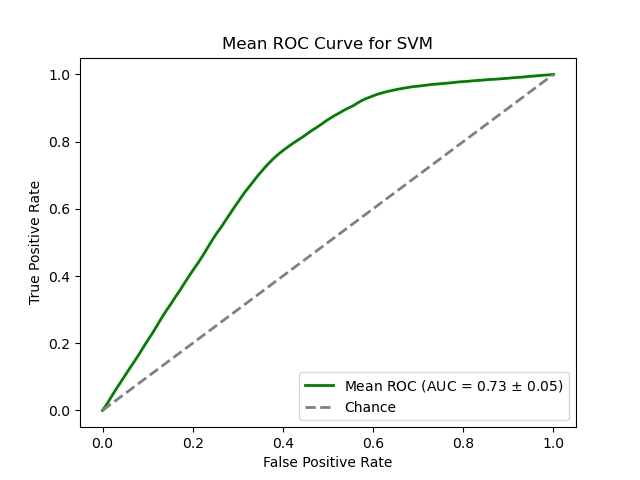 Mean ROC Curve for SVM
True Positive Rate
1.0
0.8
0.6
0.4
0.2
0.0
Mean ROC (AUC = 0.73 ± 0.05)
Chance
0.0 0.2 0.4 0.6 0.8 1.0
False Positive Rate